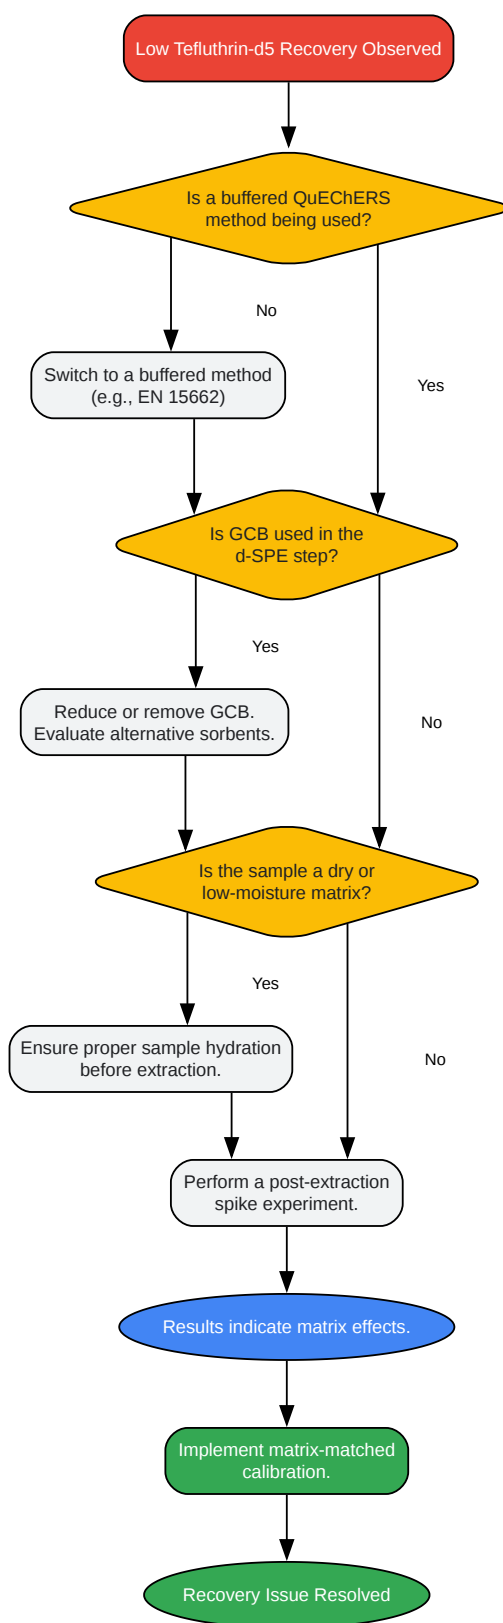 Low Tefluthrin-d5 Recovery Observed
Is a buffered QuEChERS
method being used?
No
Switch to a buffered method
(e.g., EN 15662)
Yes
Is GCB used in the
d-SPE step?
Yes
Reduce or remove GCB.
Evaluate alternative sorbents.
No
Is the sample a dry or
low-moisture matrix?
Yes
Ensure proper sample hydration
before extraction.
No
Perform a post-extraction
spike experiment.
Results indicate matrix effects.
Implement matrix-matched
calibration.
Recovery Issue Resolved